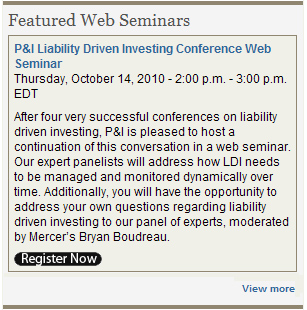 Featured Web Seminars
P&I Liability Driven Investing Conference Web
Seminar
Thursday, October 14, 2010 - 2:00 p.m. - 3:00 p.m.
EDT
After four very successful conferences on liability
driven investing, P&I is pleased to host a
continuation of this conversation in a web seminar.
Our expert panelists will address how LDI needs
to be managed and monitored dynamically over
time. Additionally, you will have the opportunity to
address your own questions regarding liability
driven investing to our panel of experts, moderated
by Mercer's Bryan Boudreau.
Register Now
View more